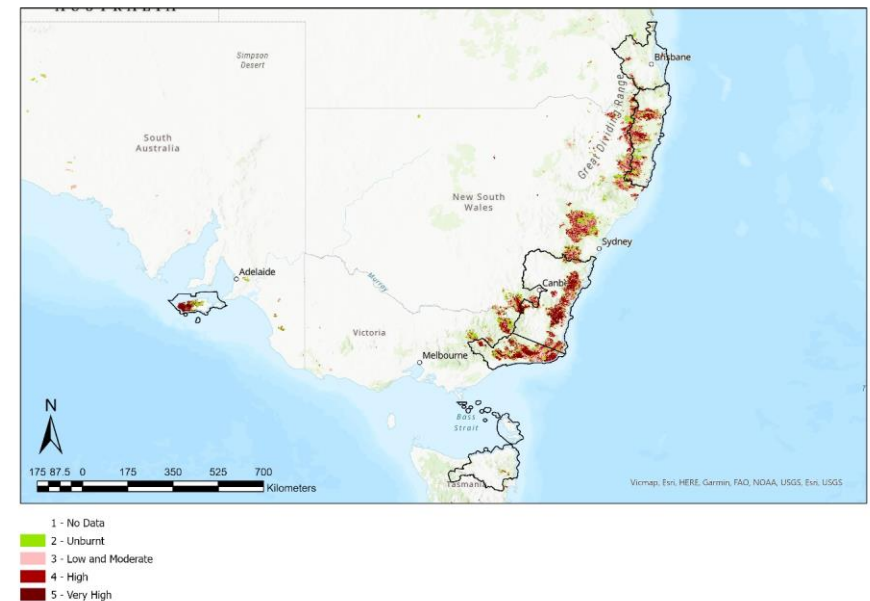 Simpson
Desert
Brisbane
Great Dividing Range
South
Australia
New South
Wales
Sydney
Adelaide
Murray
Canb
Victoria
Melbourne
Bass
Strait
N
175 87.5 0 175 350 525 700
Kilometers
Tasmania
Vicmap, Esri, HERE, Garmin, FAO, NOAA, USGS, Esri, USGS
1 - No Data
2 - Unburnt
3 - Low and Moderate
4 - High
5 - Very High